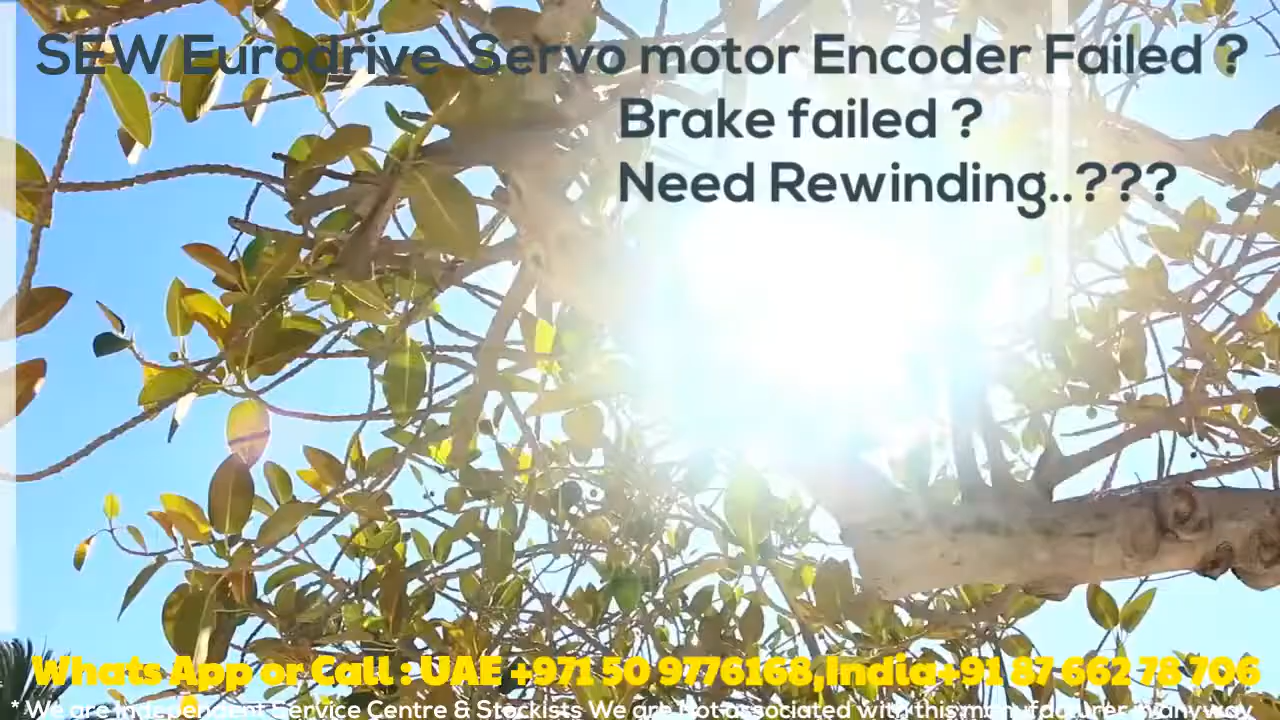 SEW Eurodrive Servo motor Encoder Failed ?
Brake failed ?
Need Rewinding..???
Whats App or Call : UAE +971 50 9776168,India+91 87 662 78 706
* We are Independent Service Centre & Stockists We are Not associated with this manufacturer in anyway